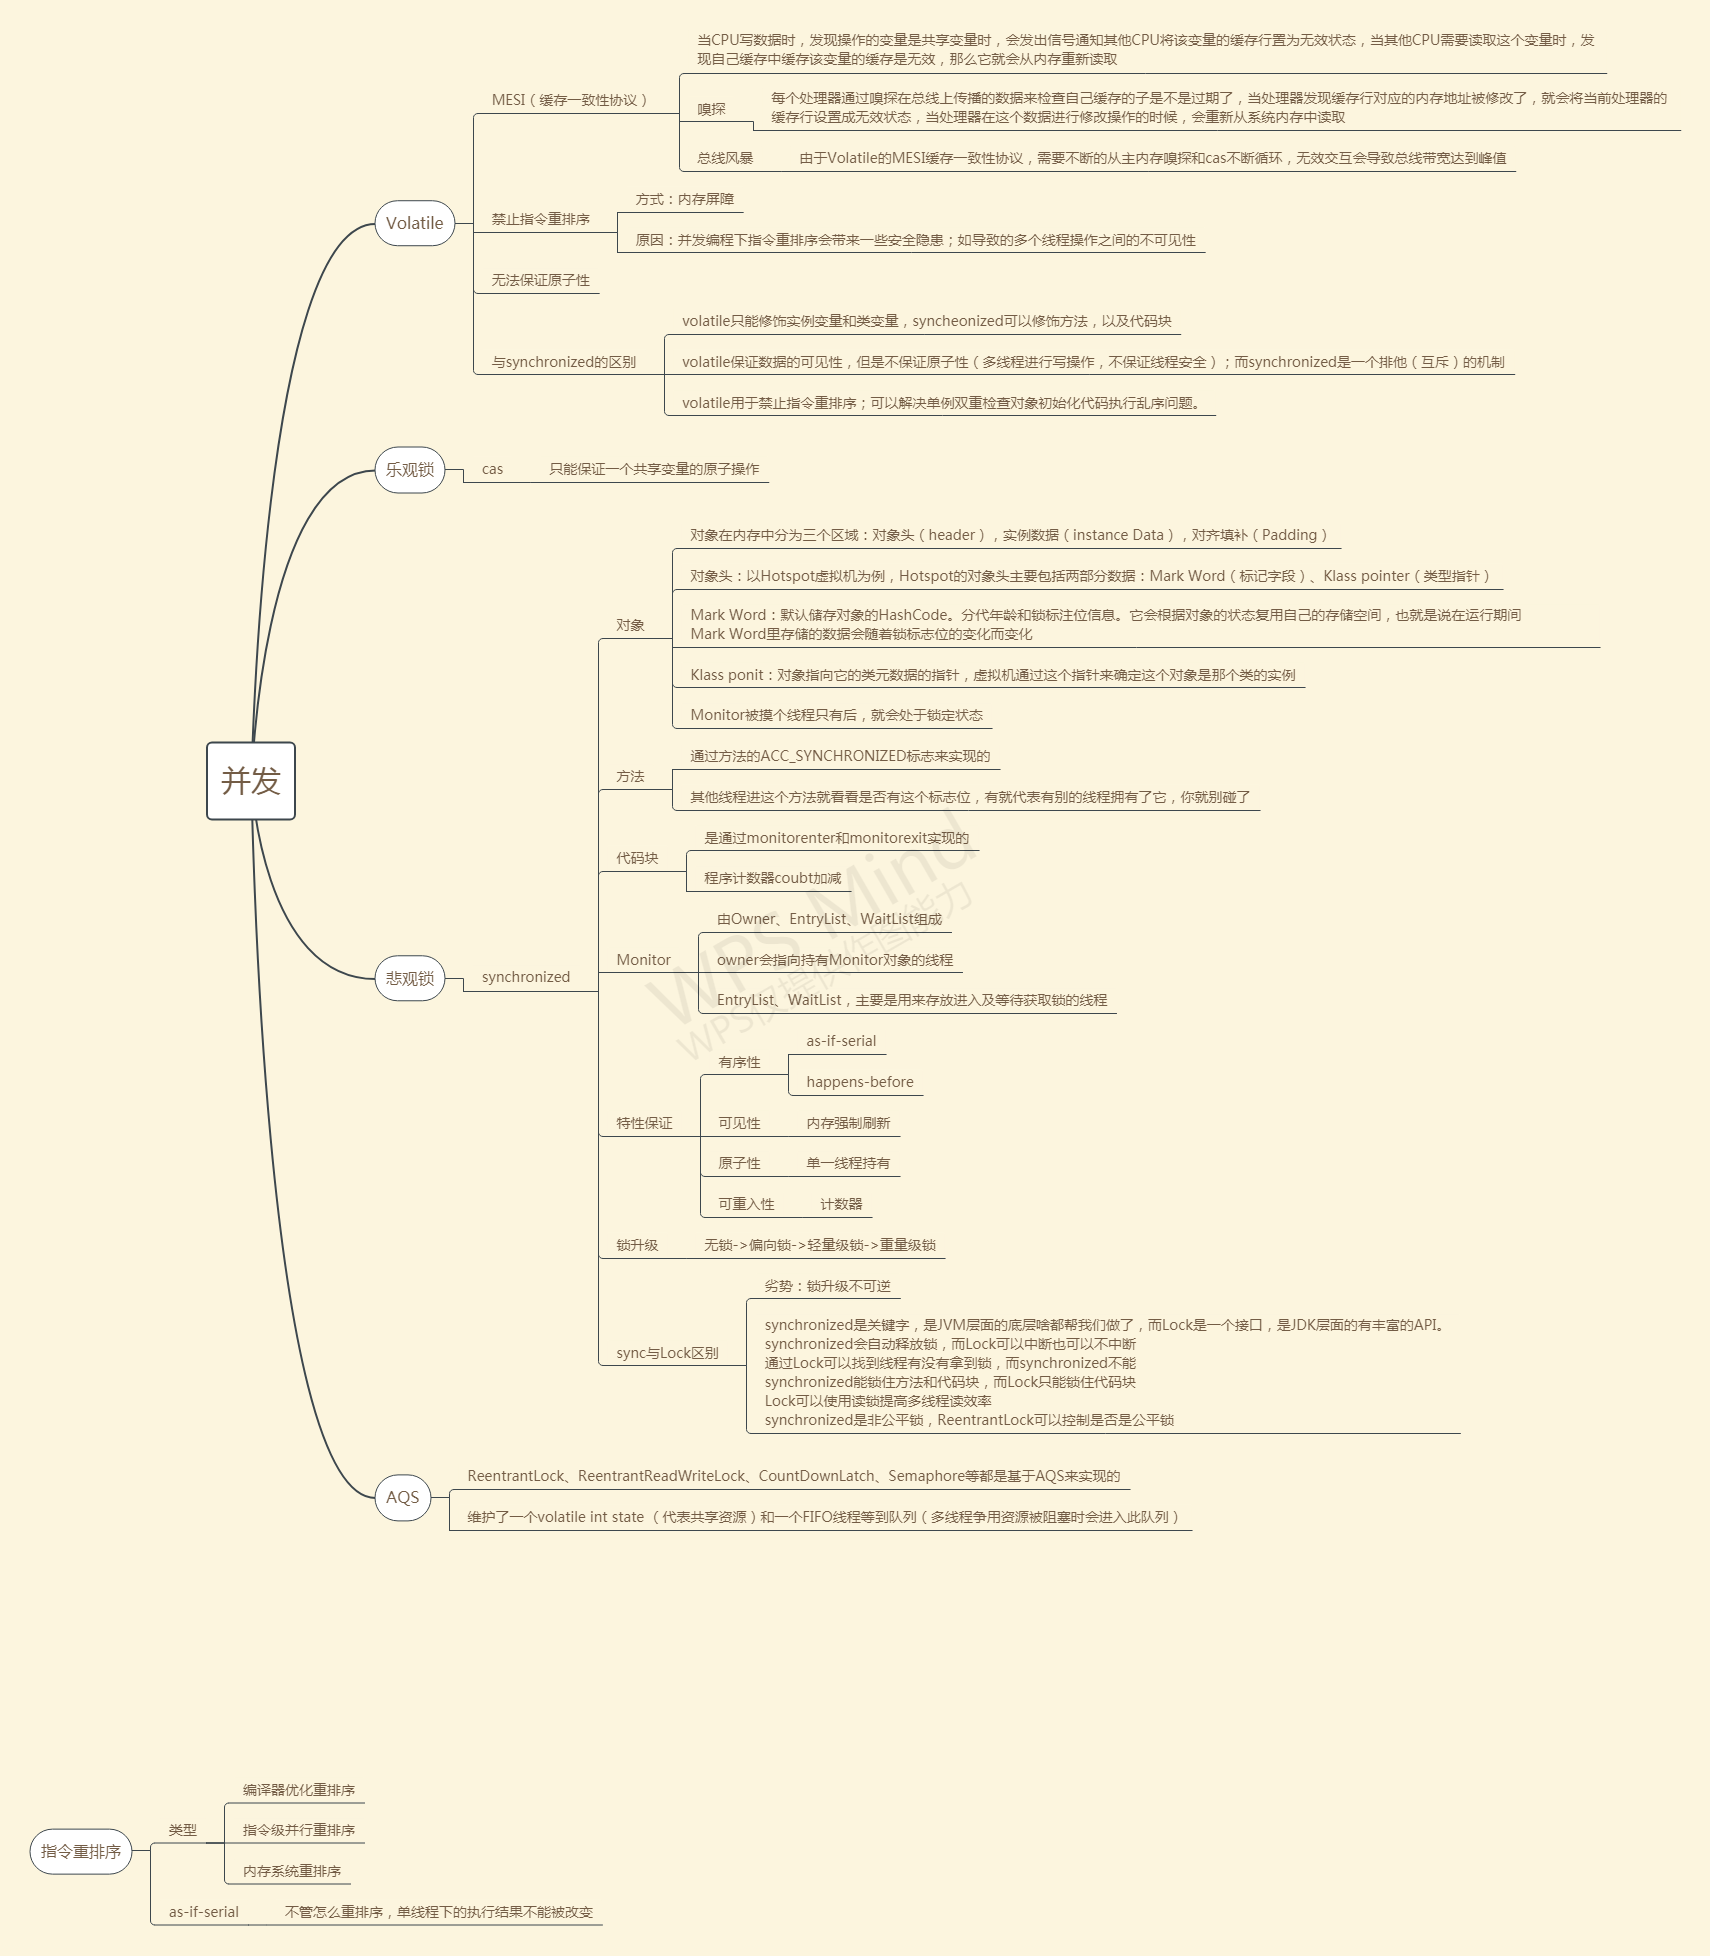 当CPU写数据时，发现操作的变量是共享变量时，会发出信号通知其他CPU将该变量的缓存行置为无效状态，当其他CPU需要读取这个变量时，发
现自己缓存中缓存该变量的缓存是无效，那么它就会从内存重新读取
MESI（缓存一致性协议）
嗅探
每个处理器通过嗅探在总线上传播的数据来检查自己缓存的子是不是过期了，当处理器发现缓存行对应的内存地址被修改了，就会将当前处理器的
缓存行设置成无效状态，当处理器在这个数据进行修改操作的时候，会重新从系统内存中读取
总线风暴
由于Volatile的MESI缓存一致性协议，需要不断的从主内存嗅探和cas不断循环，无效交互会导致总线带宽达到峰值
Volatile
禁止指令重排序
方式：内存屏障
原因：并发编程下指令重排序会带来一些安全隐患；如导致的多个线程操作之间的不可见性
无法保证原子性
与synchronized的区别
volatile只能修饰实例变量和类变量，syncheonized可以修饰方法，以及代码块
volatile保证数据的可见性，但是不保证原子性（多线程进行写操作，不保证线程安全）；而synchronized是一个排他（互斥）的机制
volatile用于禁止指令重排序；可以解决单例双重检查对象初始化代码执行乱序问题。
乐观锁
cas
只能保证一个共享变量的原子操作
并发
悲观锁
synchronized
对象
对象在内存中分为三个区域：对象头（header），实例数据（instance Data），对齐填补（Padding）
对象头：以Hotspot虚拟机为例，Hotspot的对象头主要包括两部分数据：Mark Word（标记字段）、Klass pointer（类型指针）
Mark Word：默认储存对象的HashCode。分代年龄和锁标注位信息。它会根据对象的状态复用自己的存储空间，也就是说在运行期间
Mark Word里存储的数据会随着锁标志位的变化而变化
Klass ponit：对象指向它的类元数据的指针，虚拟机通过这个指针来确定这个对象是那个类的实例
Monitor被摸个线程只有后，就会处于锁定状态
方法
通过方法的ACC_SYNCHRONIZED标志来实现的
其他线程进这个方法就看看是否有这个标志位，有就代表有别的线程拥有了它，你就别碰了
代码块
是通过monitorenter和monitorexit实现的
程序计数器coubt加减
Monitor
由Owner、EntryList、WaitList组成
owner会指向持有Monitor对象的线程
EntryList、WaitList，主要是用来存放进入及等待获取锁的线程
WPS Mind
WPS仅提供作图能力
特性保证
有序性
as-if-serial
happens-before
可见性
内存强制刷新
原子性
单一线程持有
可重入性
计数器
锁升级
无锁->偏向锁->轻量级锁->重量级锁
sync与Lock区别
劣势：锁升级不可逆
synchronized是关键字，是JVM层面的底层啥都帮我们做了，而Lock是一个接口，是JDK层面的有丰富的API。
synchronized会自动释放锁，而Lock可以中断也可以不中断
通过Lock可以找到线程有没有拿到锁，而synchronized不能
synchronized能锁住方法和代码块，而Lock只能锁住代码块
Lock可以使用读锁提高多线程读效率
synchronized是非公平锁，ReentrantLock可以控制是否是公平锁
AQS
ReentrantLock、ReentrantReadWriteLock、CountDownLatch、Semaphore等都是基于AQS来实现的
维护了一个volatile int state （代表共享资源）和一个FIFO线程等到队列（多线程争用资源被阻塞时会进入此队列）
指令重排序
类型
编译器优化重排序
指令级并行重排序
内存系统重排序
as-if-serial
不管怎么重排序，单线程下的执行结果不能被改变